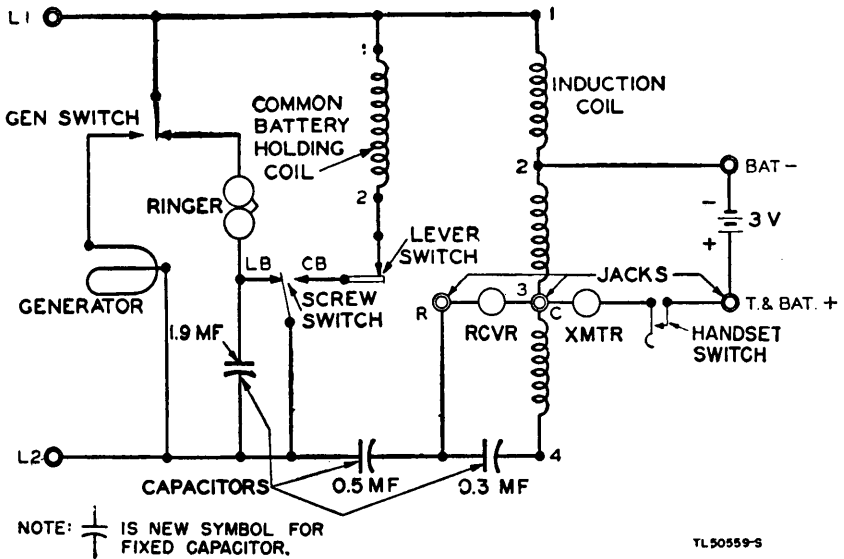 L1
1
GEN SWITCH
COMMON
BATTERY
HOLDING
COIL
1
INDUCTION
COIL
2
BAT -
RINGER
2
-
3 V
+
LEVER
SWITCH
LB
CB
GENERATOR
SCREW
SWITCH
JACKS
R
RCVR
3
C
XMTR
T. & BAT. +
HANDSET
SWITCH
1.9 MF
L2
4
CAPACITORS
0.5 MF
0.3 MF
NOTE: IS NEW SYMBOL FOR
FIXED CAPACITOR.
TL50559-S